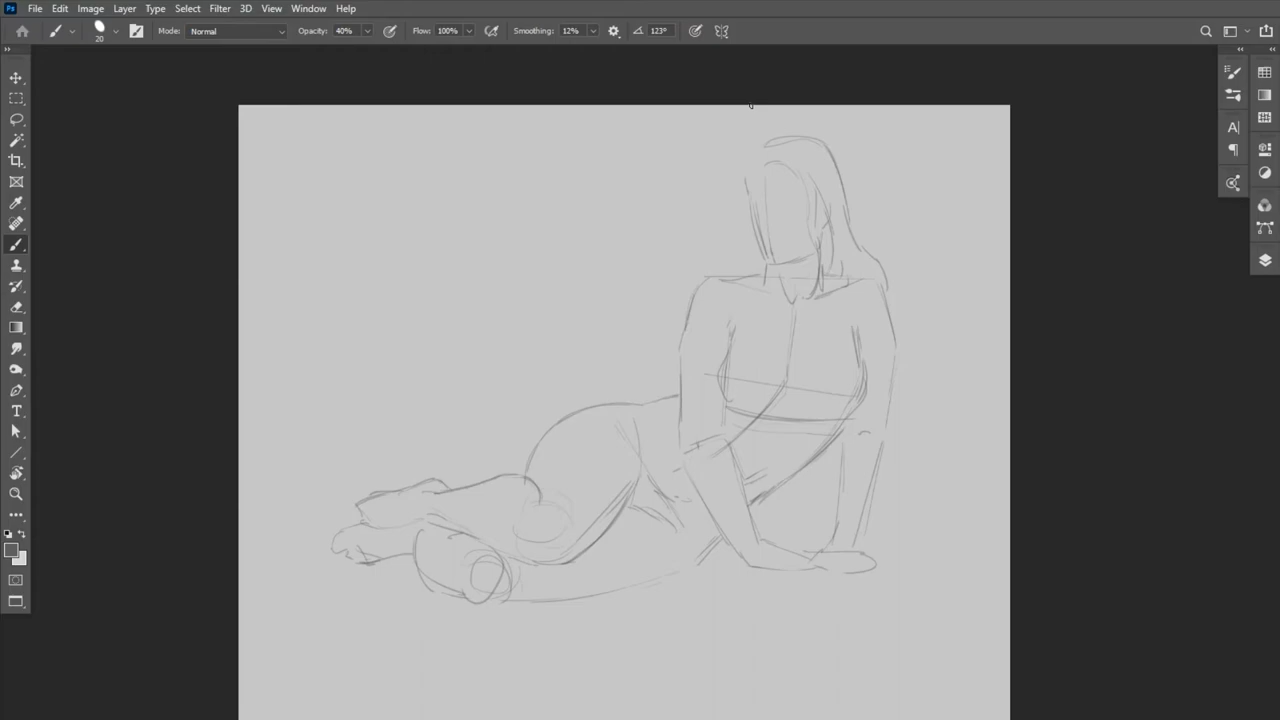 Ps File Edit Image Layer Type Select Filter 3D View Window Help
20 Mode: Normal Opacity: 40% Flow: 100% Smoothing: 12% 123°
A
T